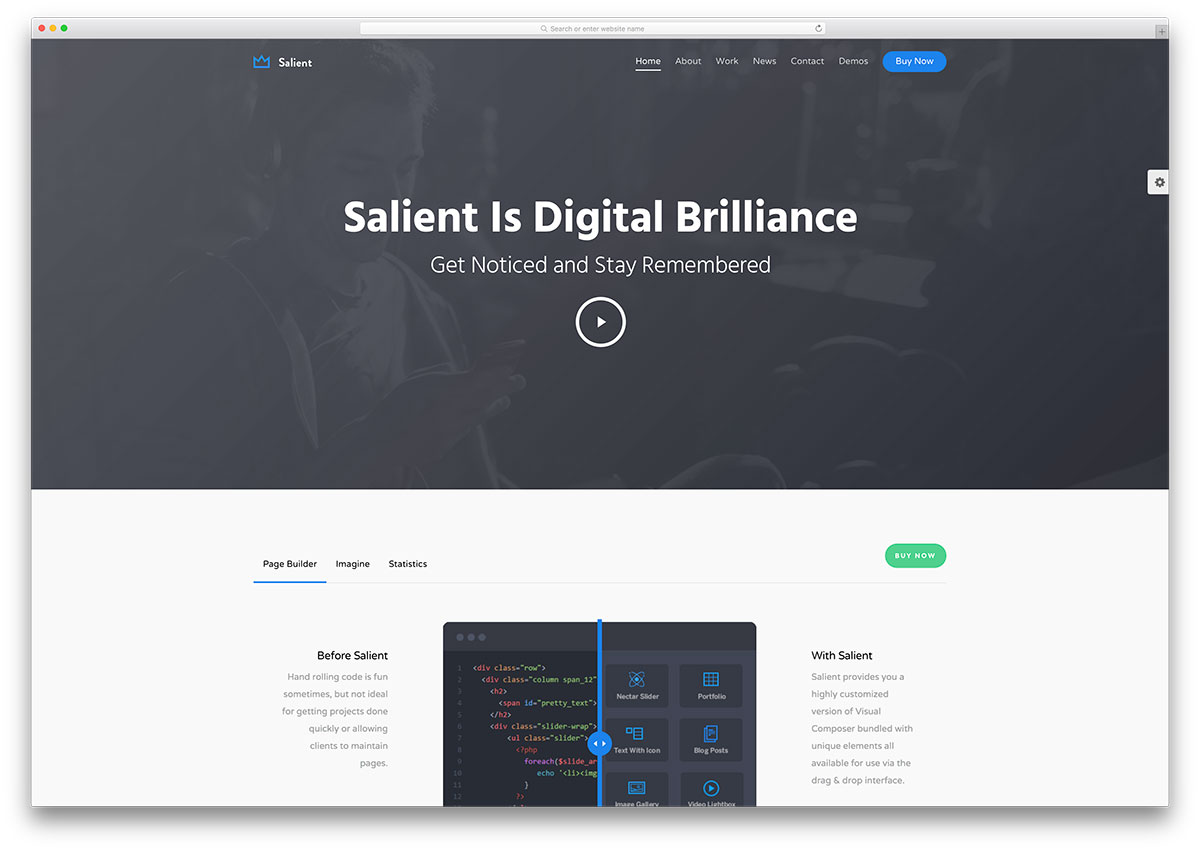 Search or enter website name
Salient
Home About Work News Contact Demos Buy Now
Salient Is Digital Brilliance
Get Noticed and Stay Remembered
Page Builder Imagine Statistics
BUY NOW
Before Salient
Hand rolling code is fun
sometimes, but not ideal
for getting projects done
quickly or allowing
clients to maintain
pages.
1 <div class="row">
2 <div class="column span_12"
3 <h2>
4 <span id="pretty_text">
5 </h2>
6 <div class="slider-wrap">
7 <ul class="slider">
8 <?php
9 foreach($slide_ar
10 echo '<li><img
11 }
12 ?>
Nectar Slider
Portfolio
Text With Icon
Blog Posts
Image Gallery
Video Lightbox
With Salient
Salient provides you a
highly customized
version of Visual
Composer bundled with
unique elements all
available for use via the
drag & drop interface.